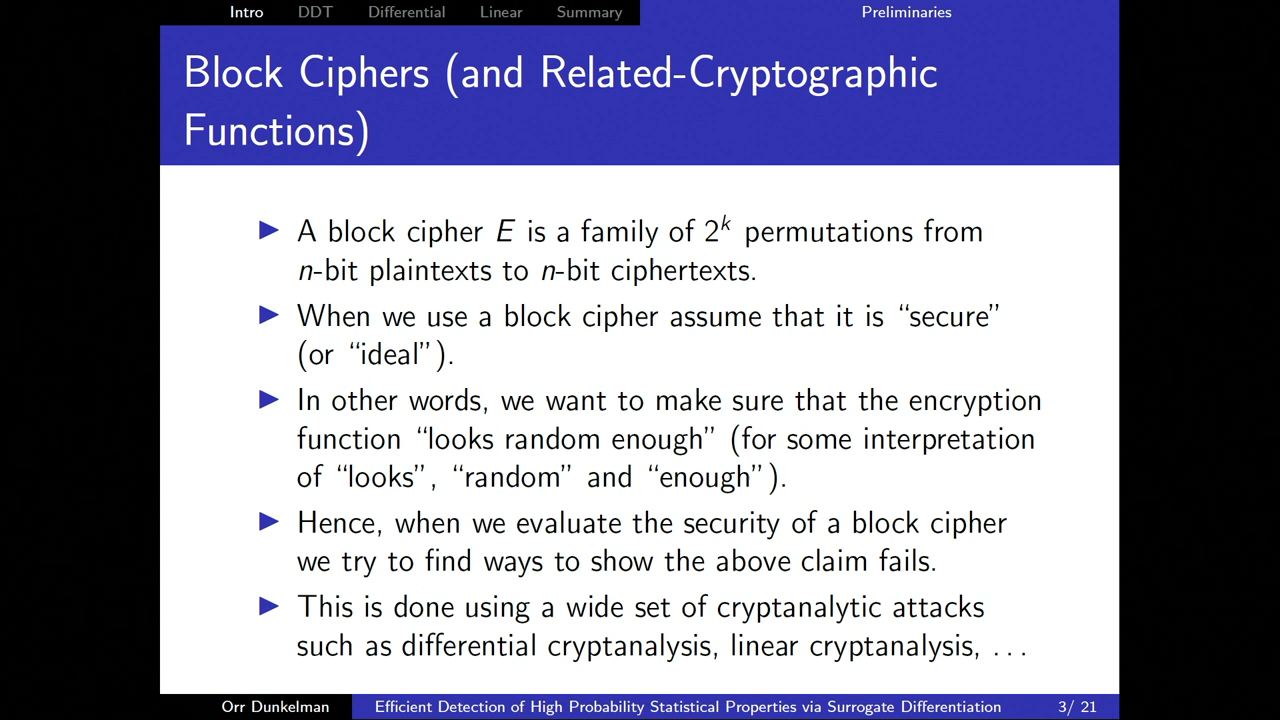 Intro DDT Differential Linear Summary Preliminaries
Block Ciphers (and Related-Cryptographic
Functions)
▶ A block cipher E is a family of 2^k permutations from
n-bit plaintexts to n-bit ciphertexts.
▶ When we use a block cipher assume that it is “secure”
(or “ideal”).
▶ In other words, we want to make sure that the encryption
function “looks random enough” (for some interpretation
of “looks”, “random” and “enough”).
▶ Hence, when we evaluate the security of a block cipher
we try to find ways to show the above claim fails.
▶ This is done using a wide set of cryptanalytic attacks
such as differential cryptanalysis, linear cryptanalysis, . . .
Orr Dunkelman Efficient Detection of High Probability Statistical Properties via Surrogate Differentiation 3/ 21